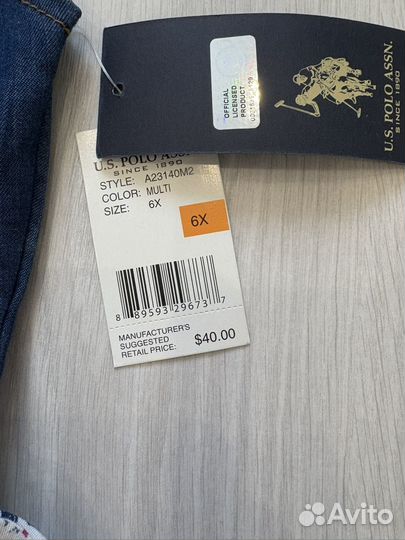 U.S. POLO ASSN.
SINCE 1890
OFFICIAL
LICENSED
PRODUCT
U.S. POLO ASSN.
SINCE 1890
STYLE: A23140M2
COLOR: MULTI
SIZE: 6X
6X
8 89593 29673 7
MANUFACTURER'S
SUGGESTED
RETAIL PRICE:
$40.00
Avito